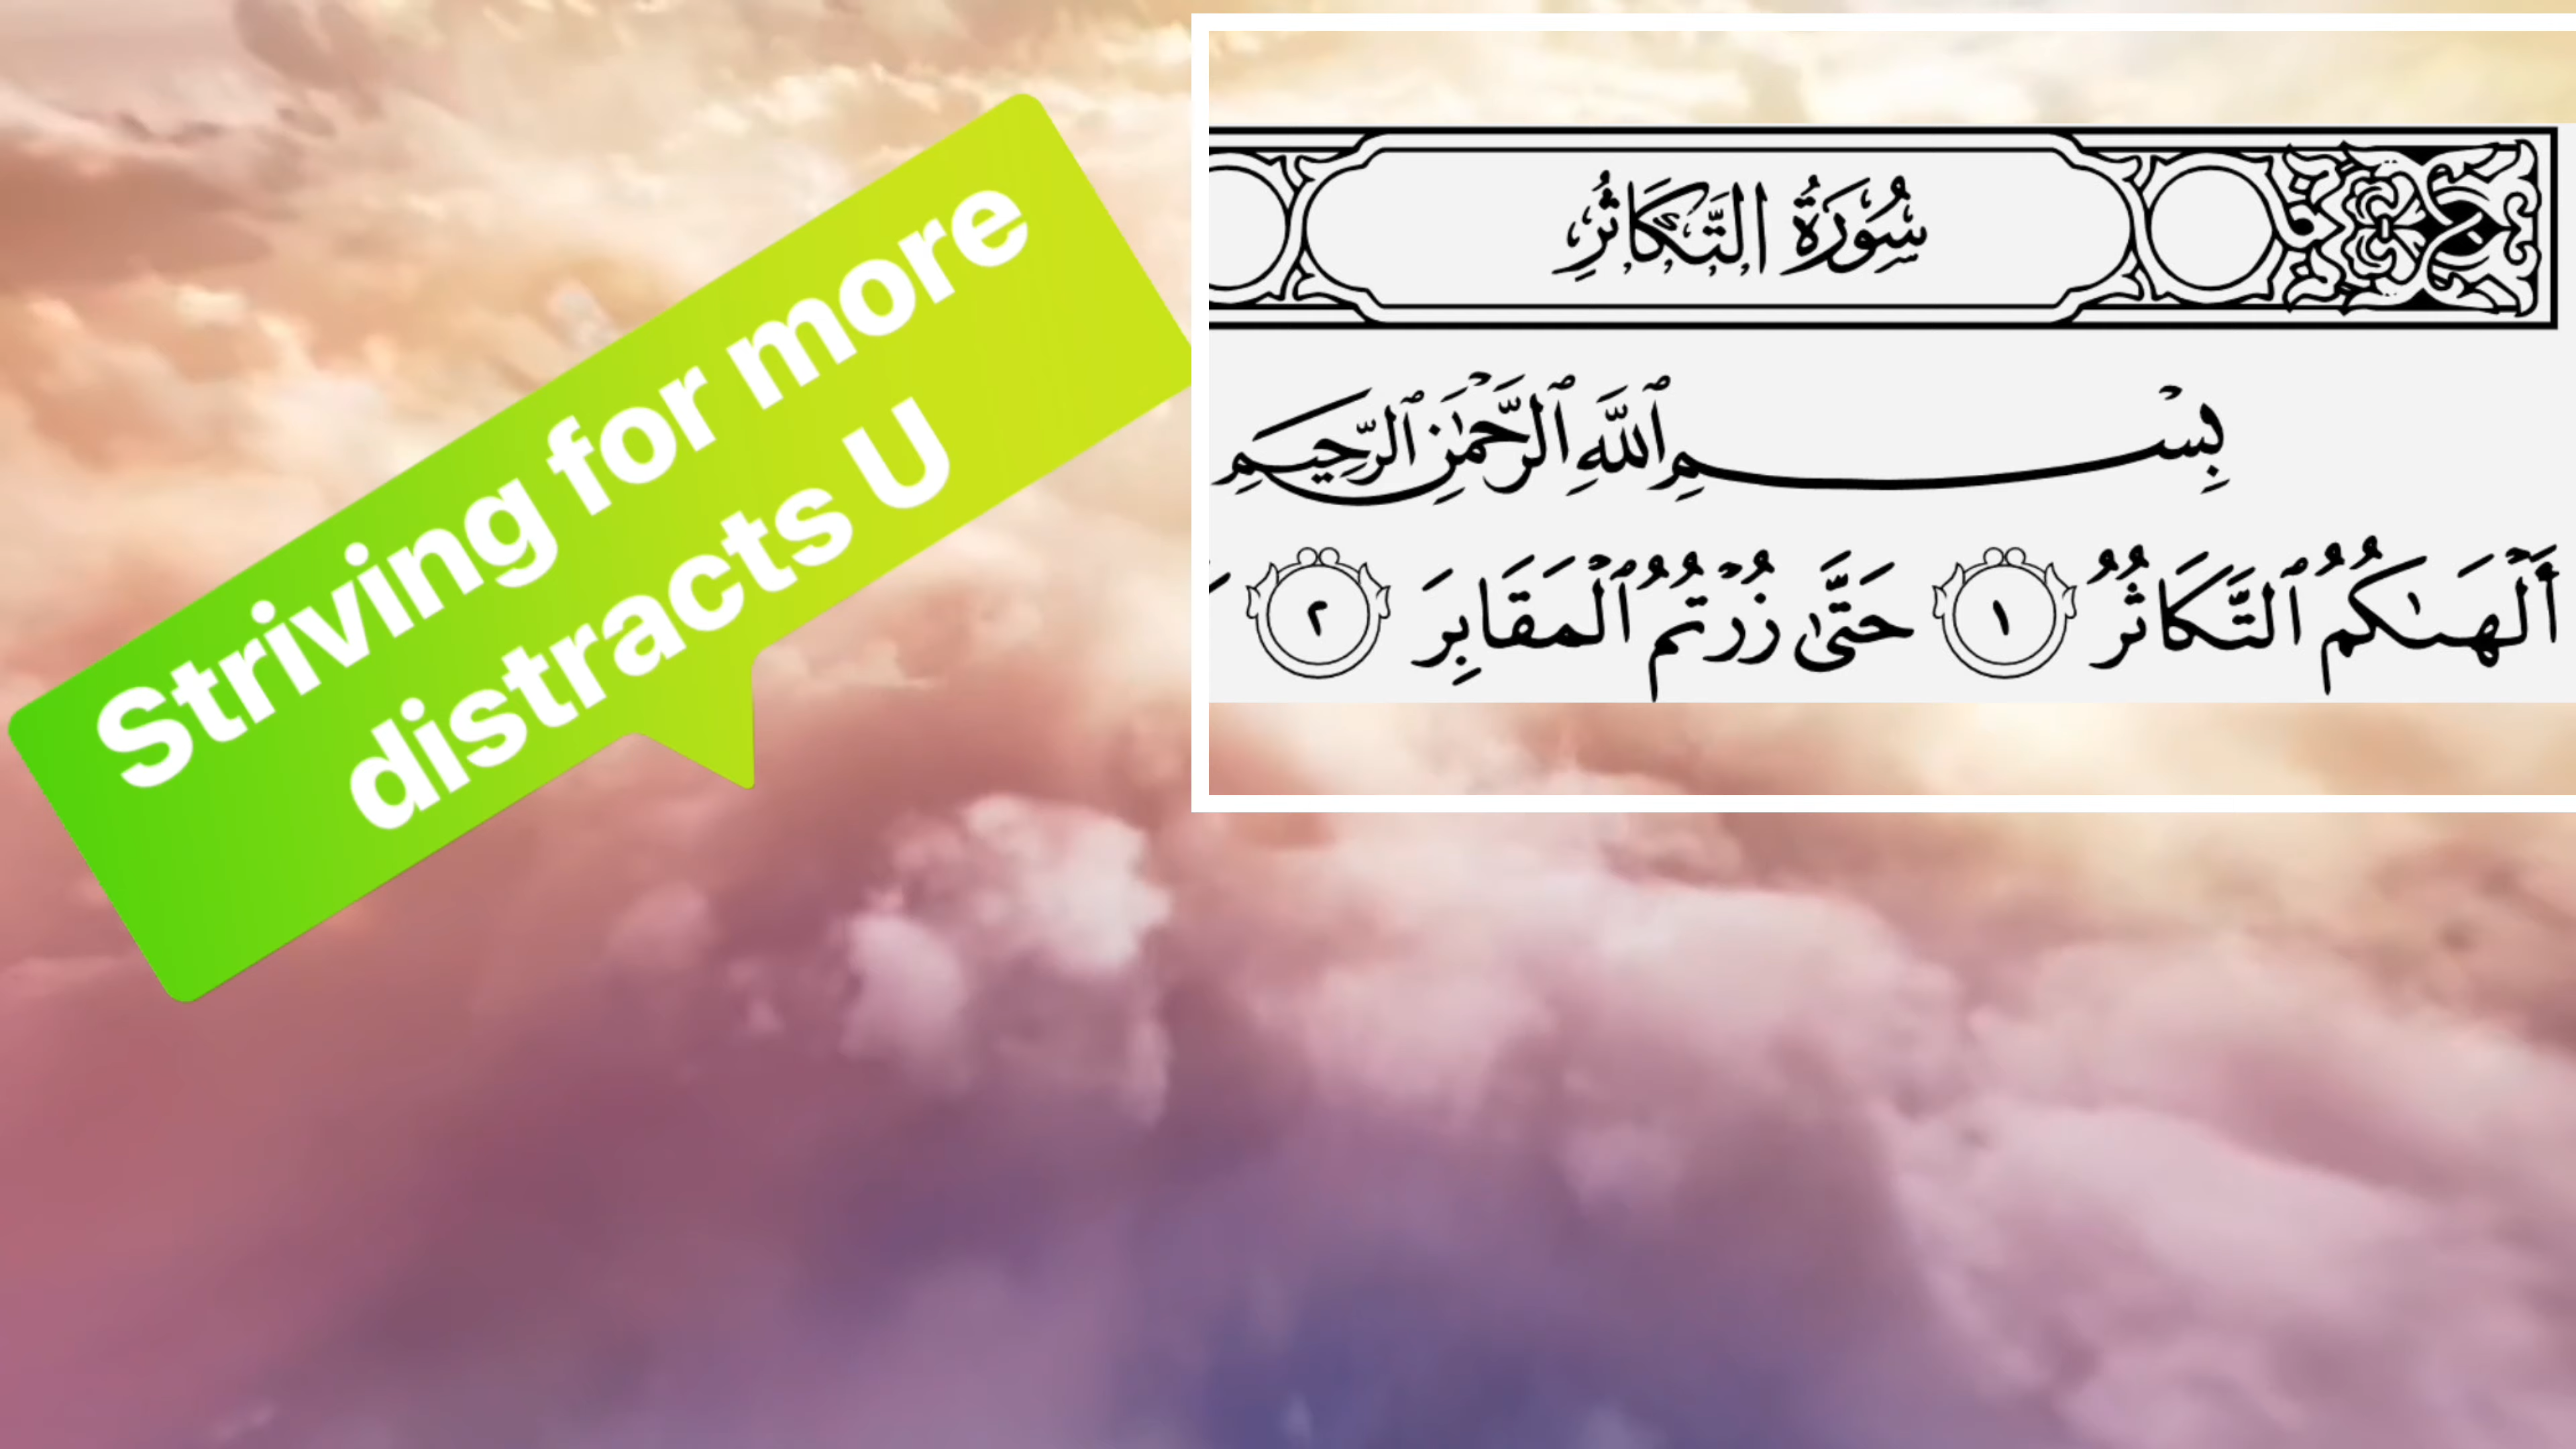 Striving for more
distracts U
سُورَةُ التَّكَاثُرِ
بِسْمِ ٱللَّهِ ٱلرَّحْمَٰنِ ٱلرَّحِيمِ
أَلْهَىٰكُمُ ٱلتَّكَاثُرُ ١ حَتَّىٰ زُرْتُمُ ٱلْمَقَابِرَ ٢